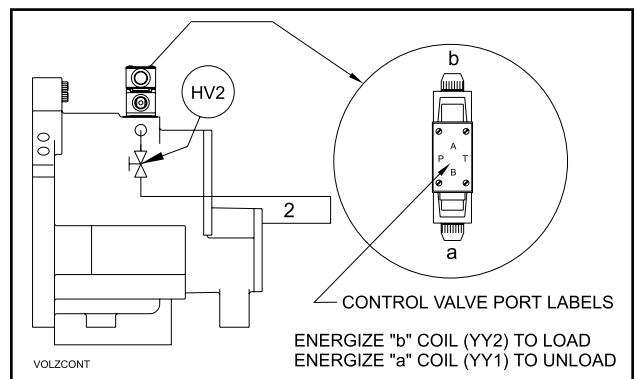 b
HV2
A
P T
B
2
a
CONTROL VALVE PORT LABELS
ENERGIZE "b" COIL (YY2) TO LOAD
ENERGIZE "a" COIL (YY1) TO UNLOAD
VOLZCONT